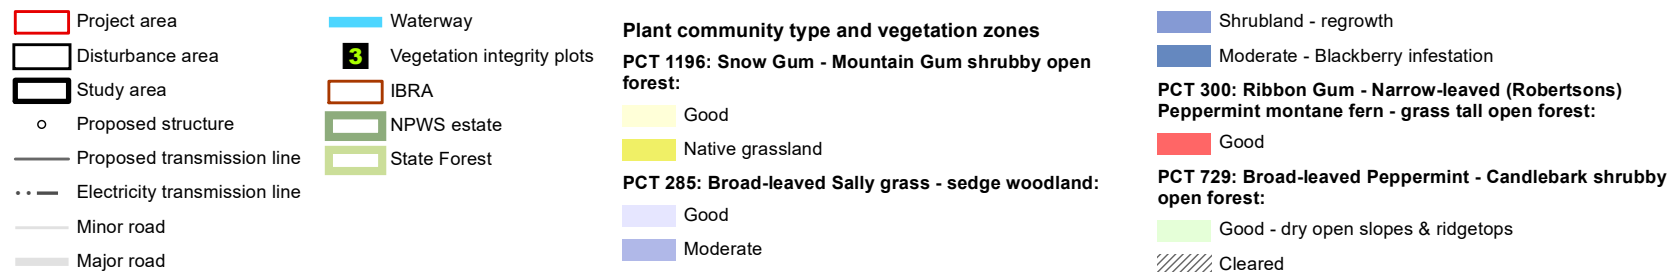 Project area
Disturbance area
Study area
Proposed structure
Proposed transmission line
Electricity transmission line
Minor road
Major road
Waterway
3 Vegetation integrity plots
IBRA
NPWS estate
State Forest
Plant community type and vegetation zones
PCT 1196: Snow Gum - Mountain Gum shrubby open
forest:
Good
Native grassland
PCT 285: Broad-leaved Sally grass - sedge woodland:
Good
Moderate
Shrubland - regrowth
Moderate - Blackberry infestation
PCT 300: Ribbon Gum - Narrow-leaved (Robertsons)
Peppermint montane fern - grass tall open forest:
Good
PCT 729: Broad-leaved Peppermint - Candlebark shrubby
open forest:
Good - dry open slopes & ridgetops
Cleared